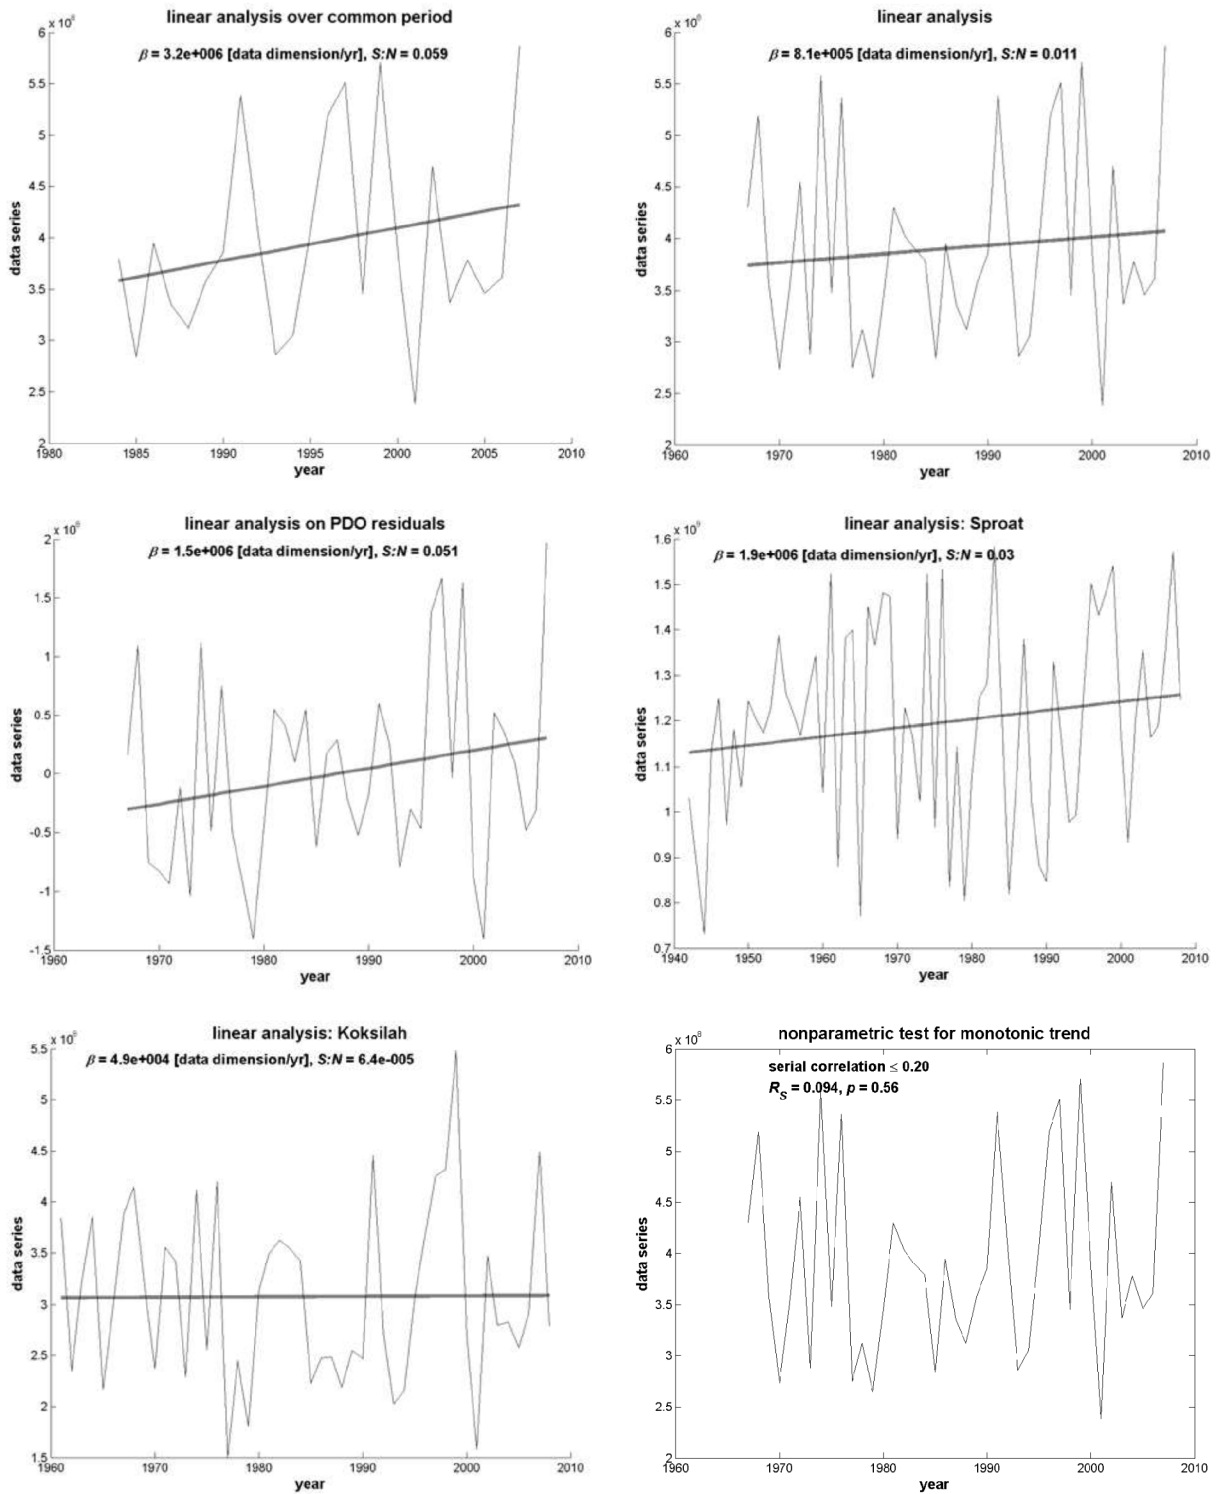 linear analysis over common period
x 10^8
β = 3.2e+006 [data dimension/yr], S:N = 0.059
6
5.5
5
4.5
4
3.5
3
2.5
2
data series
1980 1985 1990 1995 2000 2005 2010
year
linear analysis
β = 8.1e+005 [data dimension/yr], S:N = 0.011
6
5.5
5
4.5
4
3.5
3
2.5
2
data series
1960 1970 1980 1990 2000 2010
year
linear analysis on PDO residuals
β = 1.5e+006 [data dimension/yr], S:N = 0.051
2
1.5
1
0.5
0
-0.5
-1
-1.5
data series
1960 1970 1980 1990 2000 2010
year
linear analysis: Sproat
x 10^9
β = 1.9e+006 [data dimension/yr], S:N = 0.03
1.6
1.5
1.4
1.3
1.2
1.1
1
0.9
0.8
0.7
data series
1940 1950 1960 1970 1980 1990 2000 2010
year
linear analysis: Koksilah
x 10^8
β = 4.9e+004 [data dimension/yr], S:N = 6.4e-005
5.5
5
4.5
4
3.5
3
2.5
1.5
data series
1960 1970 1980 1990 2000 2010
year
nonparametric test for monotonic trend
x 10^8
serial correlation ≤ 0.20
R_S = 0.094, p = 0.56
6
5.5
5
4.5
4
3.5
3
2.5
2
data series
1960 1970 1980 1990 2000 2010
year